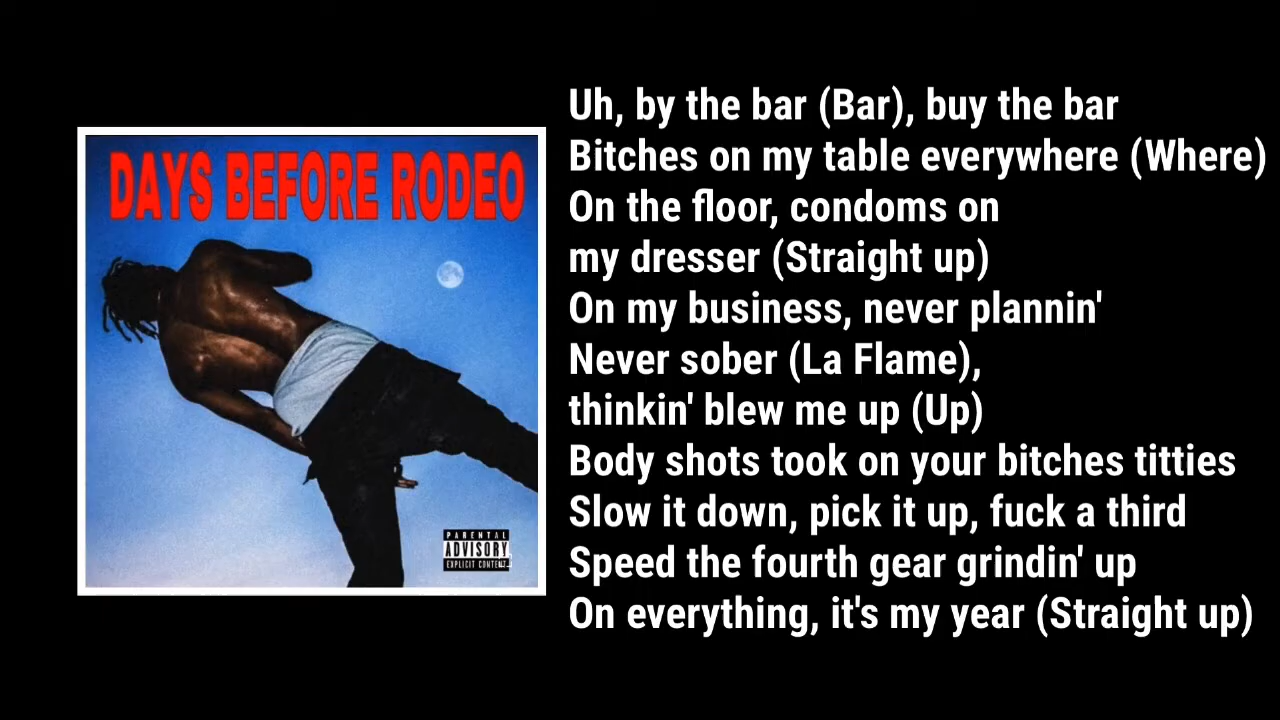 DAYS BEFORE RODEO
PARENTAL
ADVISORY
EXPLICIT CONTENT
Uh, by the bar (Bar), buy the bar
Bitches on my table everywhere (Where)
On the floor, condoms on
my dresser (Straight up)
On my business, never plannin'
Never sober (La Flame),
thinkin' blew me up (Up)
Body shots took on your bitches titties
Slow it down, pick it up, fuck a third
Speed the fourth gear grindin' up
On everything, it's my year (Straight up)